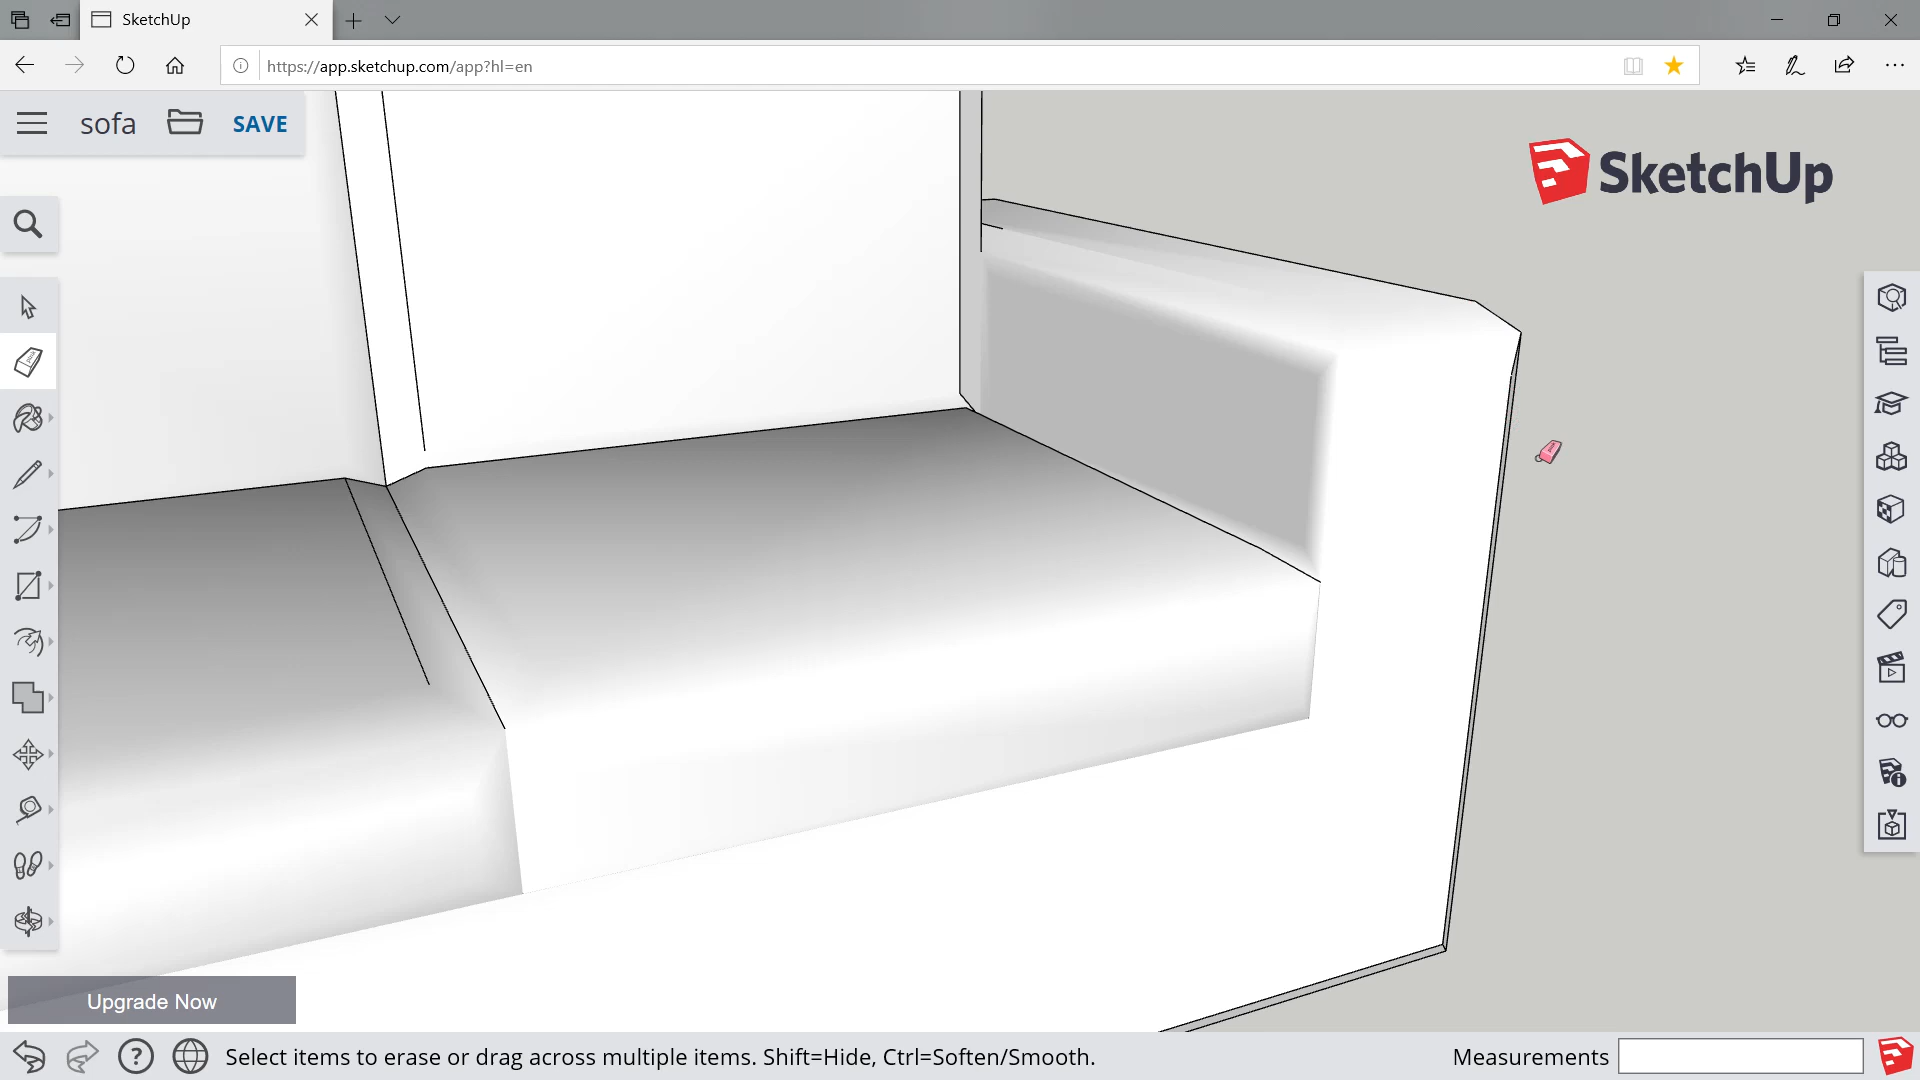 SketchUp
https://app.sketchup.com/app?hl=en
sofa
SAVE
SketchUp
Upgrade Now
Select items to erase or drag across multiple items. Shift=Hide, Ctrl=Soften/Smooth.
Measurements